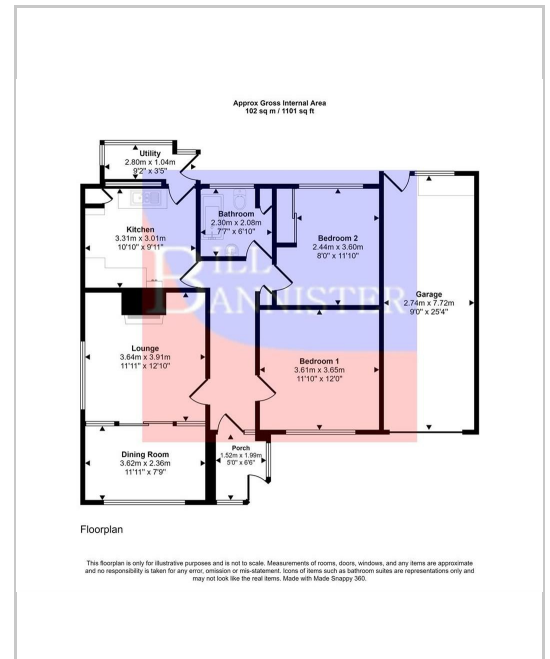 Approx Gross Internal Area
102 sq m / 1101 sq ft
Utility
2.80m x 1.04m
9'2" x 3'5"
Kitchen
3.31m x 3.01m
10'10" x 9'11"
Bathroom
2.30m x 2.08m
7'7" x 6'10"
Bedroom 2
2.44m x 3.60m
8'0" x 11'10"
BILL
BANNISTER
Garage
2.74m x 7.72m
9'0" x 25'4"
Lounge
3.64m x 3.91m
11'11" x 12'10"
Bedroom 1
3.61m x 3.65m
11'10" x 12'0"
Dining Room
3.62m x 2.36m
11'11" x 7'9"
Porch
1.52m x 1.99m
5'0" x 6'6"
Floorplan
This floorplan is only for illustrative purposes and is not to scale. Measurements of rooms, doors, windows, and any items are approximate
and no responsibility is taken for any error, omission or mis-statement. Icons of items such as bathroom suites are representations only and
may not look like the real items. Made with Made Snappy 360.